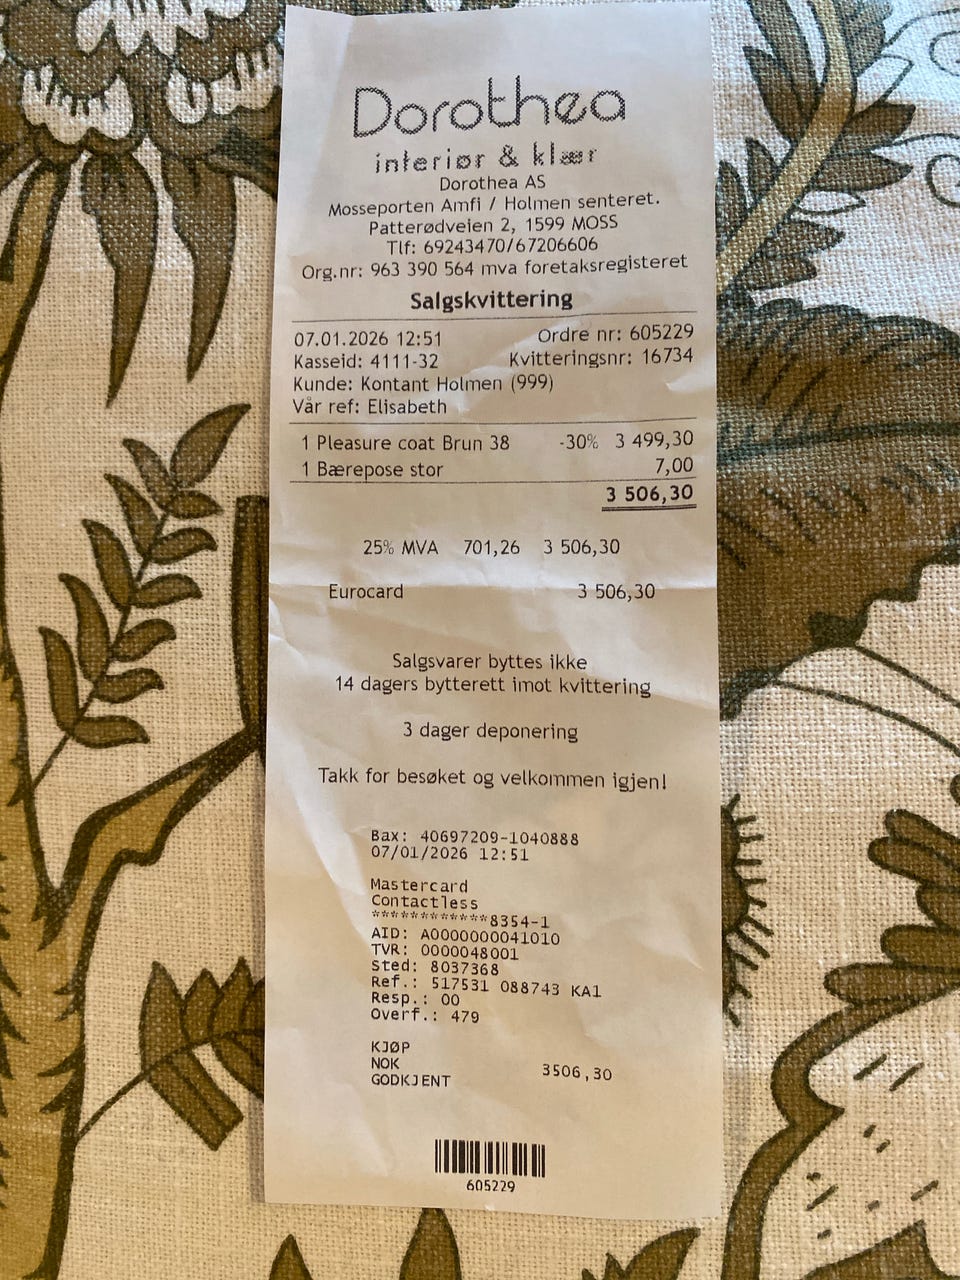 Dorothea
interiør & klær
Dorothea AS
Mosseporten Amfi / Holmen senteret.
Patterødveien 2, 1599 MOSS
Tlf: 69243470/67206606
Org.nr: 963 390 564 mva foretaksregisteret
Salgskvittering
07.01.2026 12:51 Ordre nr: 605229
Kasseid: 4111-32 Kvitteringsnr: 16734
Kunde: Kontant Holmen (999)
Vår ref: Elisabeth
1 Pleasure coat Brun 38 -30% 3 499,30
1 Bærepose stor 7,00
3 506,30
25% MVA 701,26 3 506,30
Eurocard 3 506,30
Salgsvarer byttes ikke
14 dagers bytterett imot kvittering
3 dager deponering
Takk for besøket og velkommen igjen!
Bax: 40697209-1040888
07/01/2026 12:51
Mastercard
Contactless
************8354-1
AID: A0000000041010
TVR: 0000048001
Sted: 8037368
Ref.: 517531 088743 KA1
Resp.: 00
Overf.: 479
KJØP
NOK 3506,30
GODKJENT
605229